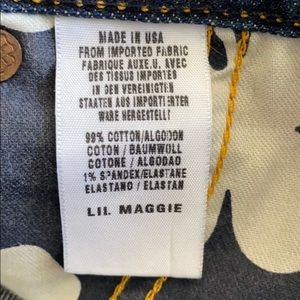 MADE IN USA
FROM IMPORTED FABRIC
FABRIQUE AUXE.U. AVEC
DES TISSUS IMPORTES
IN DEN VEREINIGTEN
STAATEN AUS IMPORTIERTER
WARE HERGESTELLT
99% COTTON/ALGODON
COTON / BAUMWOLL
COTONE / ALGODAO
1% SPANDEX/ELASTANE
ELASTANO / ELASTAN
LIL MAGGIE